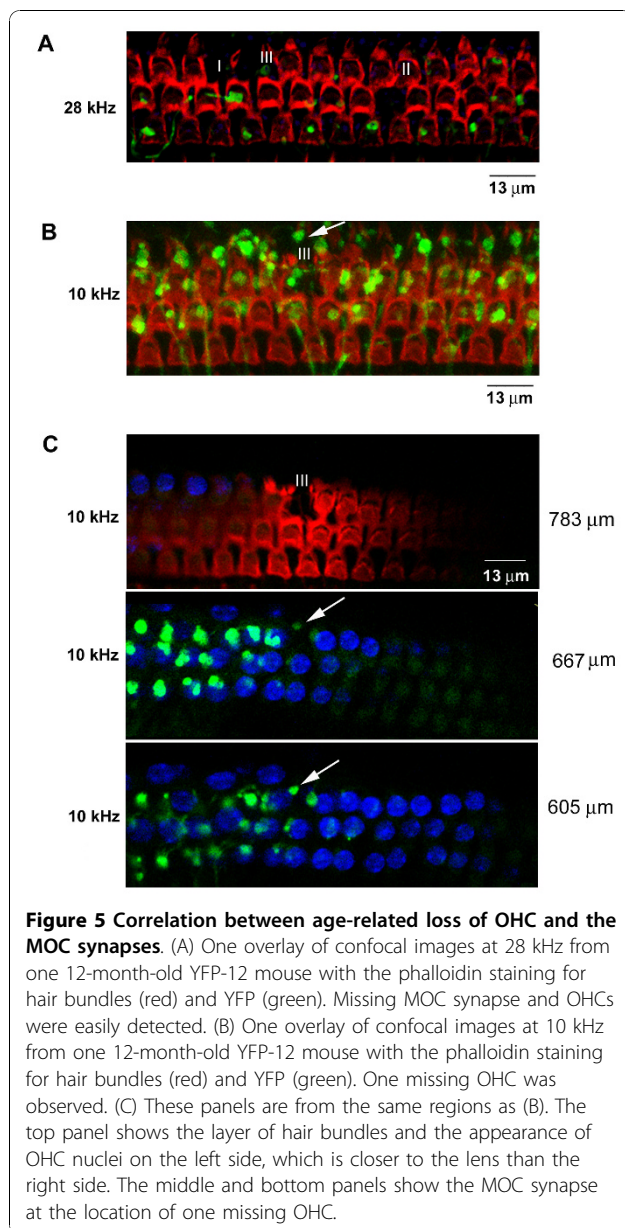 A
I
III
II
28 kHz
13 μm
B
III
10 kHz
13 μm
C
III
10 kHz
783 μm
13 μm
10 kHz
667 μm
10 kHz
605 μm
Figure 5 Correlation between age-related loss of OHC and the
MOC synapses. (A) One overlay of confocal images at 28 kHz from
one 12-month-old YFP-12 mouse with the phalloidin staining for
hair bundles (red) and YFP (green). Missing MOC synapse and OHCs
were easily detected. (B) One overlay of confocal images at 10 kHz
from one 12-month-old YFP-12 mouse with the phalloidin staining
for hair bundles (red) and YFP (green). One missing OHC was
observed. (C) These panels are from the same regions as (B). The
top panel shows the layer of hair bundles and the appearance of
OHC nuclei on the left side, which is closer to the lens than the
right side. The middle and bottom panels show the MOC synapse
at the location of one missing OHC.